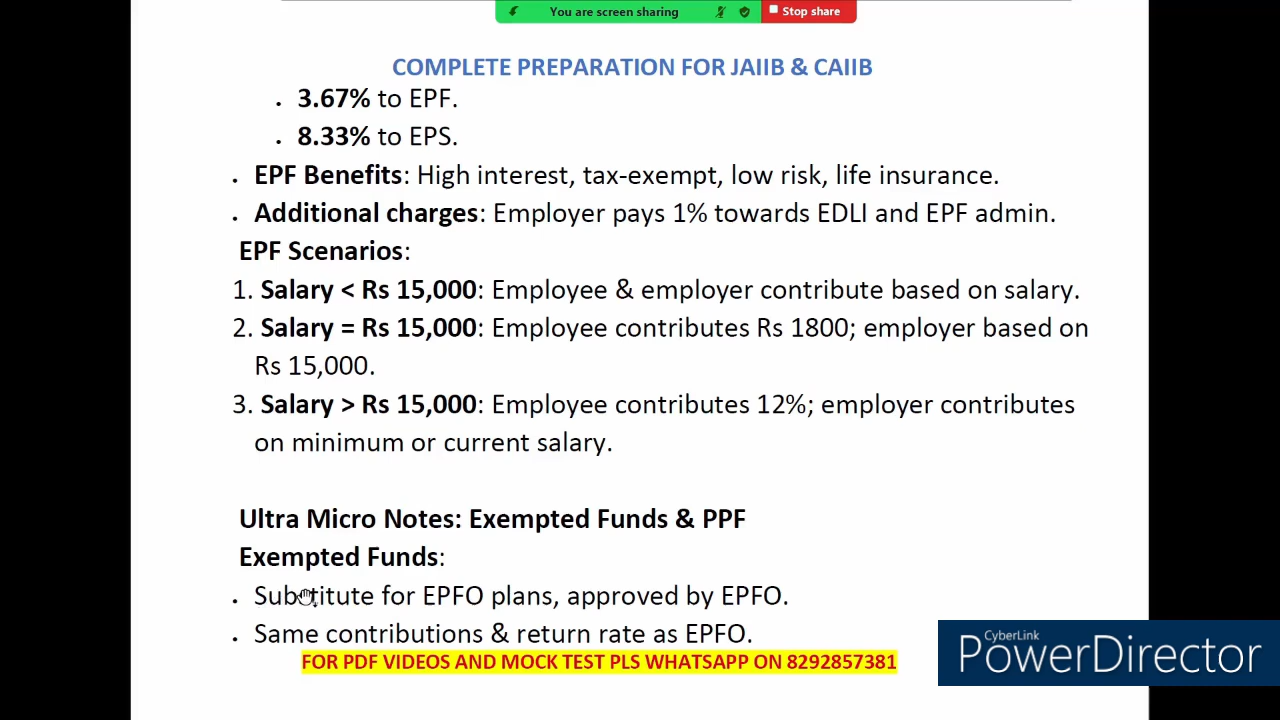 You are screen sharing Stop share
COMPLETE PREPARATION FOR JAIIB & CAIIB
• 3.67% to EPF.
• 8.33% to EPS.
• EPF Benefits: High interest, tax-exempt, low risk, life insurance.
• Additional charges: Employer pays 1% towards EDLI and EPF admin.
EPF Scenarios:
1. Salary < Rs 15,000: Employee & employer contribute based on salary.
2. Salary = Rs 15,000: Employee contributes Rs 1800; employer based on
Rs 15,000.
3. Salary > Rs 15,000: Employee contributes 12%; employer contributes
on minimum or current salary.
Ultra Micro Notes: Exempted Funds & PPF
Exempted Funds:
• Substitute for EPFO plans, approved by EPFO.
• Same contributions & return rate as EPFO.
FOR PDF VIDEOS AND MOCK TEST PLS WHATSAPP ON 8292857381
CyberLink
PowerDirector